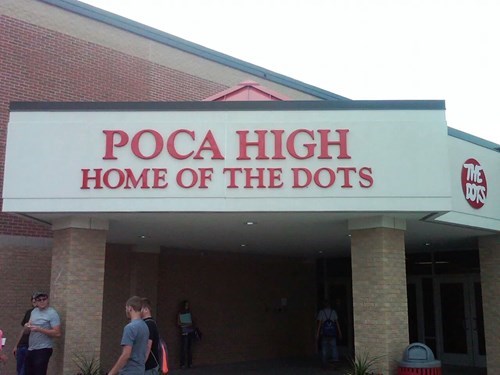 POCA HIGH
HOME OF THE DOTS
THE
DOTS